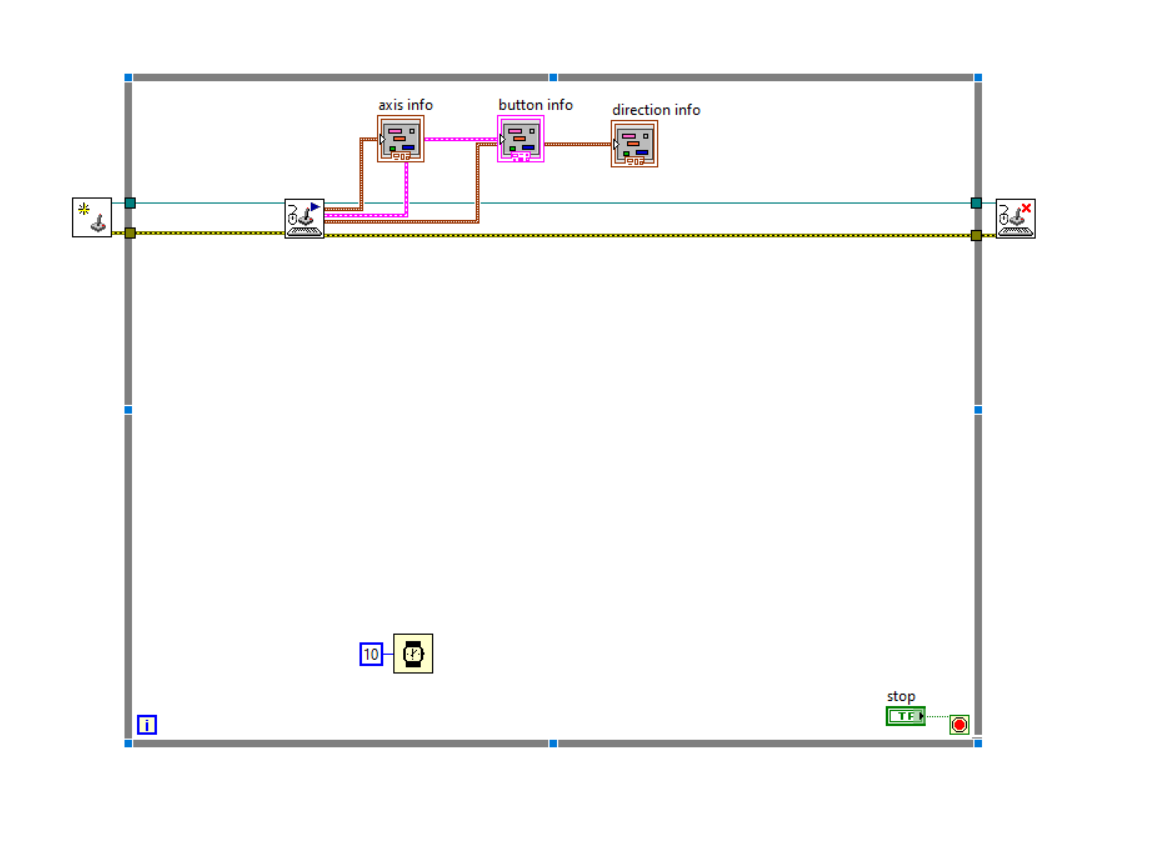 axis info
button info
direction info
10
stop
TF
i